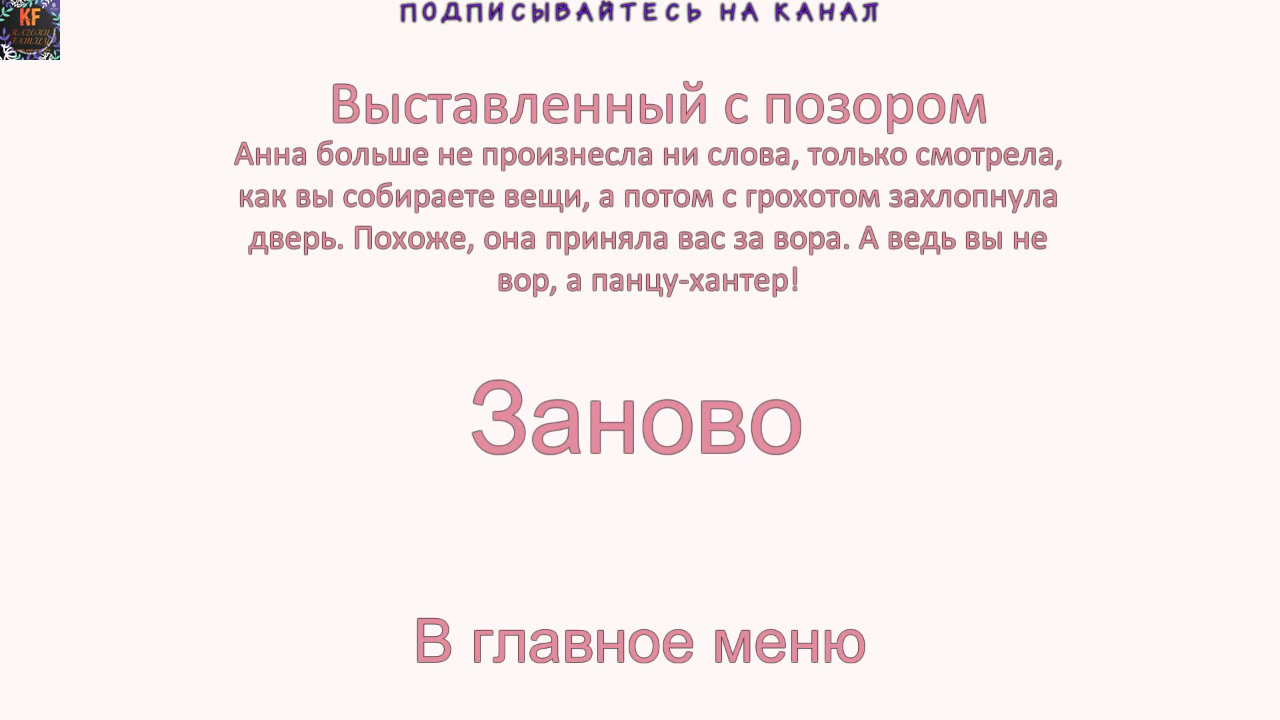 ПОДПИСЫВАЙТЕСЬ НА КАНАЛ
KF
Выставленный с позором
Анна больше не произнесла ни слова, только смотрела,
как вы собираете вещи, а потом с грохотом захлопнула
дверь. Похоже, она приняла вас за вора. А ведь вы не
вор, а панцу-хантер!
Заново
В главное меню